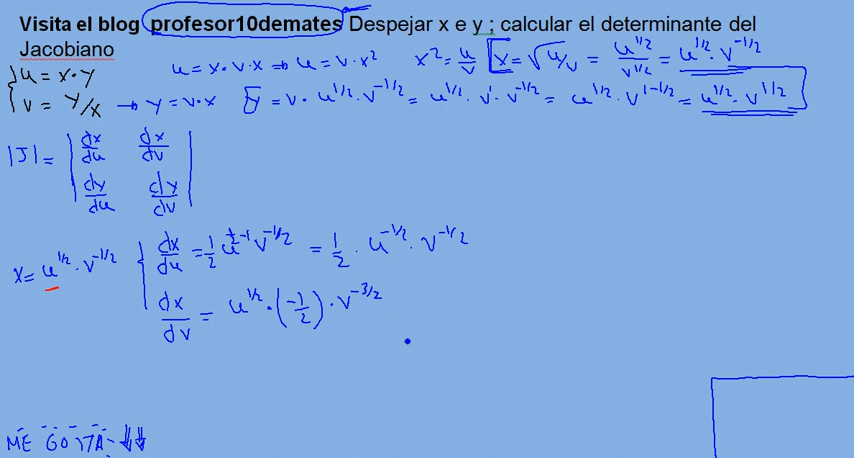 Visita el blog profesor10demates Despejar x e y ; calcular el determinante del
Jacobiano
u = x·y
v = y/x → y = v·x
u = x·v·x ⇒ u = v·x² x² = u/v x = √u/v = u^1/2 / v^1/2 = u^1/2 · v^-1/2
y = v · u^1/2 · v^-1/2 = u^1/2 · v^1 · v^-1/2 = u^1/2 · v^1-1/2 = u^1/2 · v^1/2
|J| = | dx/du dx/dv |
| dy/du dy/dv |
x = u^1/2 · v^-1/2 { dx/du = 1/2 u^1/2-1 v^-1/2 = 1/2 · u^-1/2 · v^-1/2
dx/dv = u^1/2 · (-1/2) · v^-3/2
ME GOSTA ⇓⇓